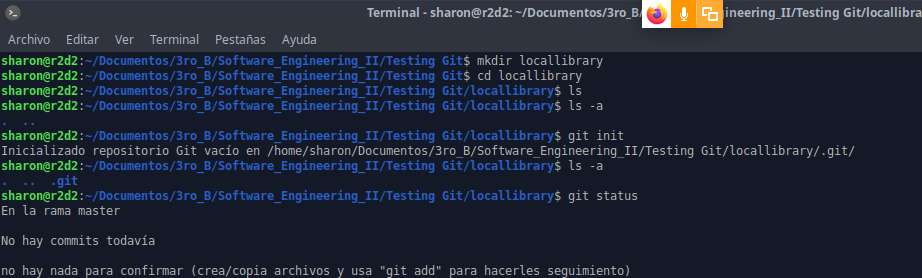 Terminal - sharon@r2d2: ~/Documentos/3ro_B/ ineering_II/Testing Git/locallibra
Archivo Editar Ver Terminal Pestañas Ayuda
sharon@r2d2:~/Documentos/3ro_B/Software_Engineering_II/Testing Git$ mkdir locallibrary
sharon@r2d2:~/Documentos/3ro_B/Software_Engineering_II/Testing Git$ cd locallibrary
sharon@r2d2:~/Documentos/3ro_B/Software_Engineering_II/Testing Git/locallibrary$ ls
sharon@r2d2:~/Documentos/3ro_B/Software_Engineering_II/Testing Git/locallibrary$ ls -a
. ..
sharon@r2d2:~/Documentos/3ro_B/Software_Engineering_II/Testing Git/locallibrary$ git init
Inicializado repositorio Git vacío en /home/sharon/Documentos/3ro_B/Software_Engineering_II/Testing Git/locallibrary/.git/
sharon@r2d2:~/Documentos/3ro_B/Software_Engineering_II/Testing Git/locallibrary$ ls -a
. .. .git
sharon@r2d2:~/Documentos/3ro_B/Software_Engineering_II/Testing Git/locallibrary$ git status
En la rama master
No hay commits todavía
no hay nada para confirmar (crea/copia archivos y usa "git add" para hacerles seguimiento)